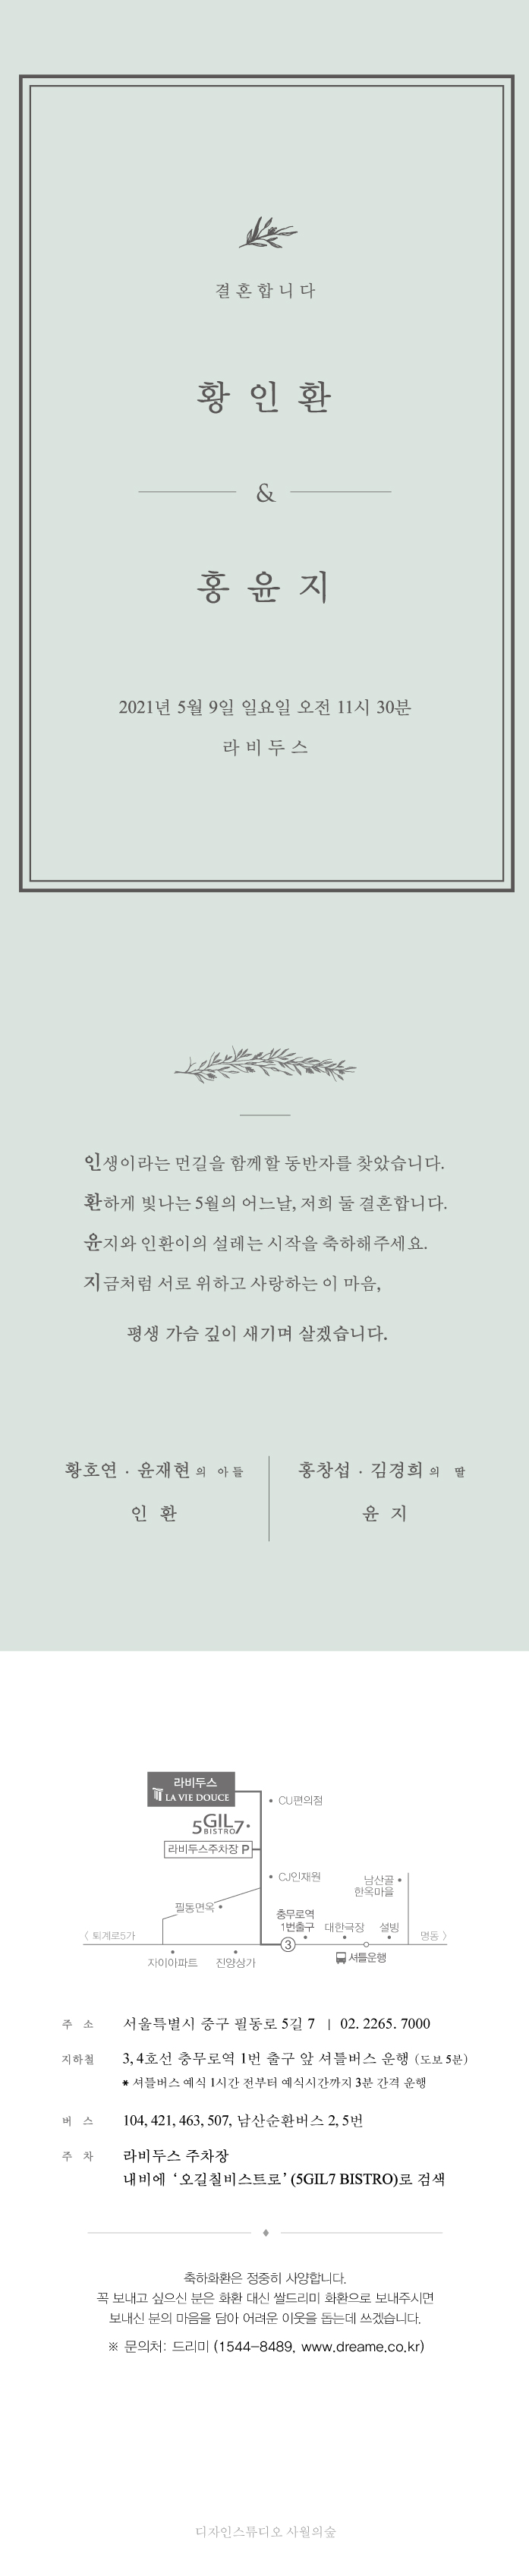 결혼합니다
황인환
&
홍윤지
2021년 5월 9일 일요일 오전 11시 30분
라비두스
인생이라는 먼길을 함께할 동반자를 찾았습니다.
환하게 빛나는 5월의 어느날, 저희 둘 결혼합니다.
윤지와 인환이의 설레는 시작을 축하해주세요.
지금처럼 서로 위하고 사랑하는 이 마음,
평생 가슴 깊이 새기며 살겠습니다.
황호연 · 윤재현 의 아들
인 환
홍창섭 · 김경희 의 딸
윤 지
라비두스
LA VIE DOUCE
CU편의점
5GIL7
BISTRO
라비두스주차장 P
CJ인재원
남산골
한옥마을
필동면옥
충무로역
1번출구
대한극장
설빙
〈 퇴계로5가
명동 〉
3
셔틀운행
자이아파트
진양상가
주 소 서울특별시 중구 필동로 5길 7 | 02. 2265. 7000
지하철 3, 4호선 충무로역 1번 출구 앞 셔틀버스 운행 (도보 5분)
* 셔틀버스 예식 1시간 전부터 예식시간까지 3분 간격 운행
버 스 104, 421, 463, 507, 남산순환버스 2, 5번
주 차 라비두스 주차장
내비에 ‘오길칠비스트로’ (5GIL7 BISTRO)로 검색
축하화환은 정중히 사양합니다.
꼭 보내고 싶으신 분은 화환 대신 쌀드리미 화환으로 보내주시면
보내신 분의 마음을 담아 어려운 이웃을 돕는데 쓰겠습니다.
※ 문의처: 드리미 (1544-8489, www.dreame.co.kr)
디자인스튜디오 사월의숲